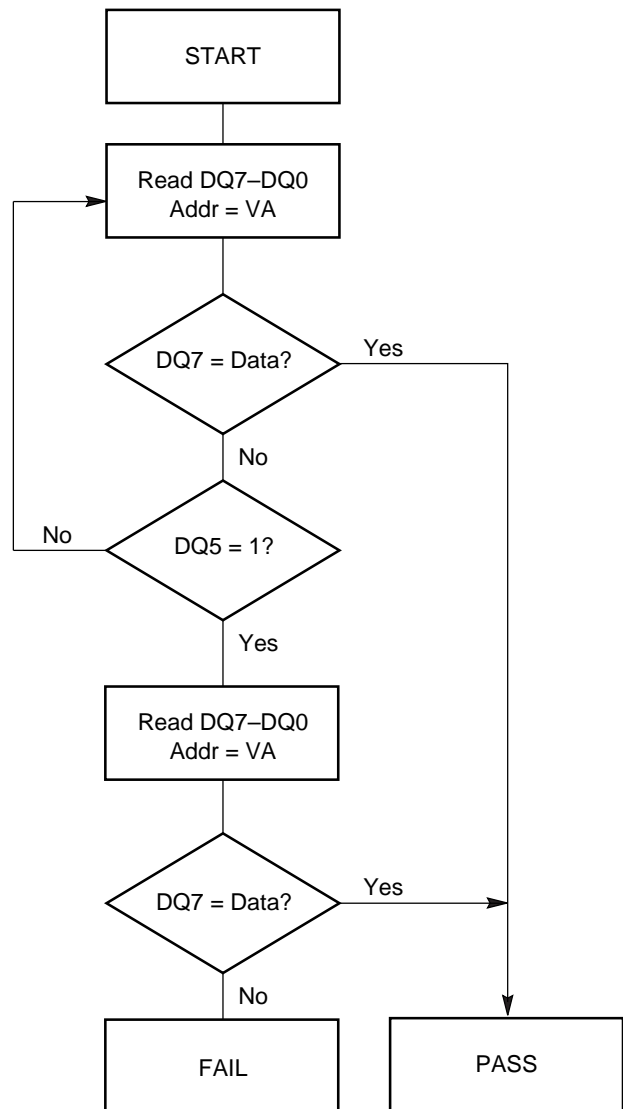 START
Read DQ7–DQ0
Addr = VA
DQ7 = Data?
Yes
No
No
DQ5 = 1?
Yes
Read DQ7–DQ0
Addr = VA
DQ7 = Data?
Yes
No
FAIL
PASS